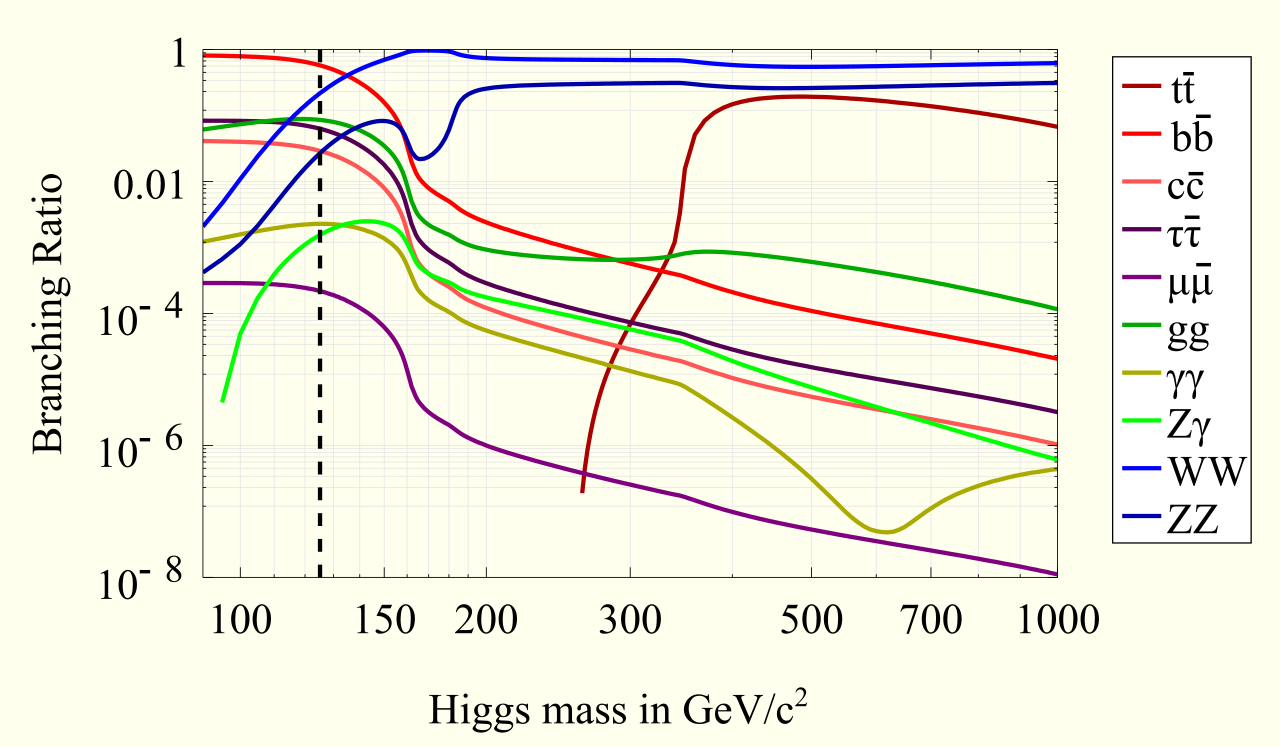 1
0.01
10- 4
10- 6
10- 8
Branching Ratio
100 150 200 300 500 700 1000
Higgs mass in GeV/c²
tt̄
bb̄
cc̄
ττ̄
μμ̄
gg
γγ
Zγ
WW
ZZ